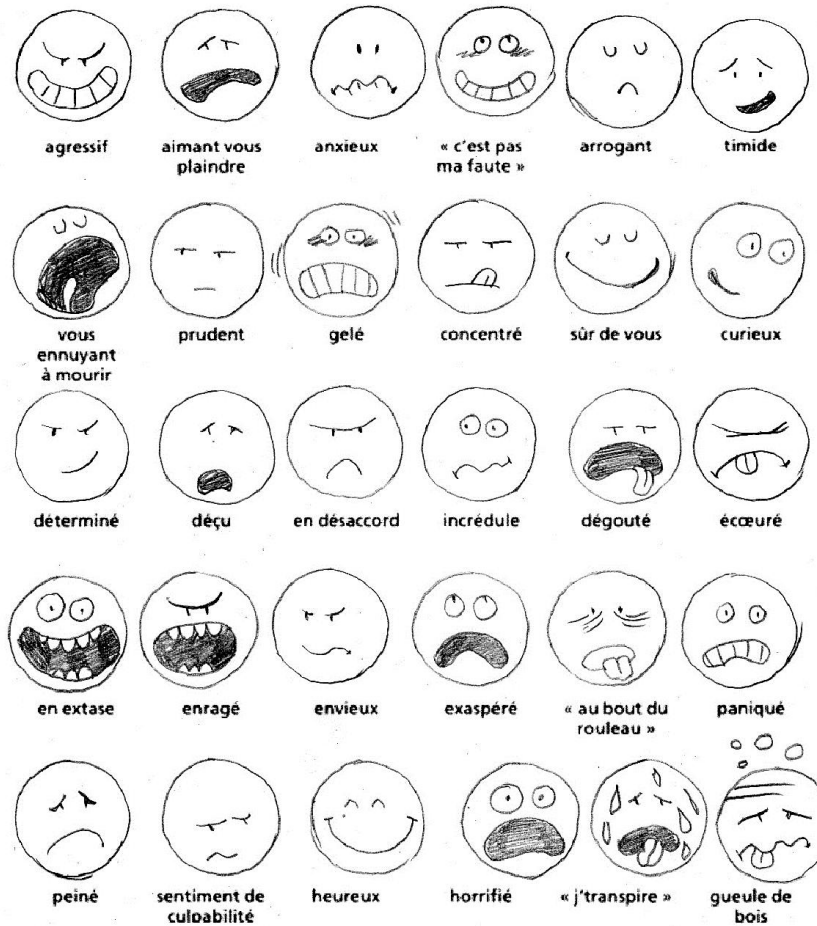 agressif
aimant vous
plaindre
anxieux
« c'est pas
ma faute »
arrogant
timide
vous
ennuyant
à mourir
prudent
gelé
concentré
sûr de vous
curieux
déterminé
déçu
en désaccord
incrédule
dégouté
écœuré
en extase
enragé
envieux
exaspéré
« au bout du
rouleau »
paniqué
peiné
sentiment de
culpabilité
heureux
horrifié
« j'transpire »
gueule de
bois